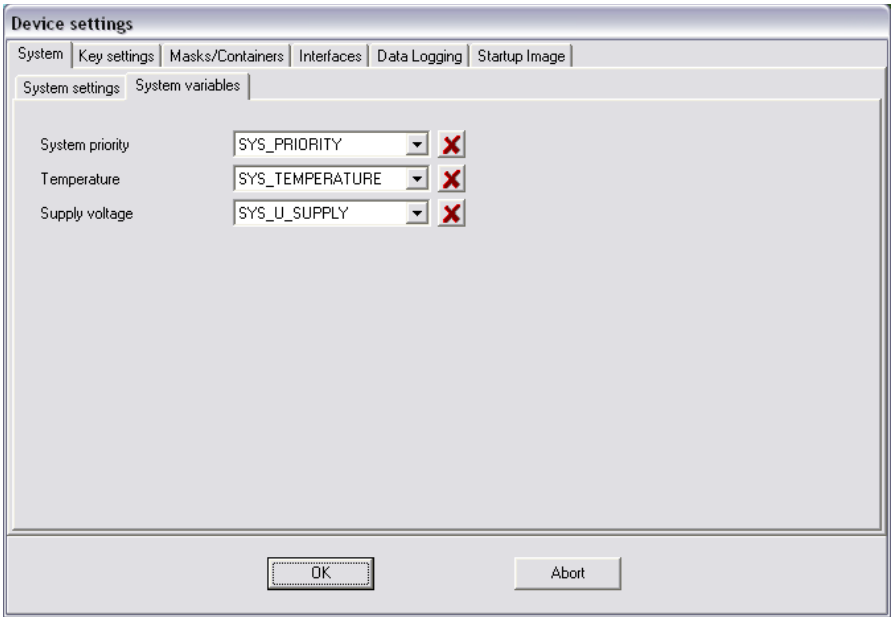 Device settings
System Key settings Masks/Containers Interfaces Data Logging Startup Image
System settings System variables
System priority SYS_PRIORITY
Temperature SYS_TEMPERATURE
Supply voltage SYS_U_SUPPLY
OK Abort